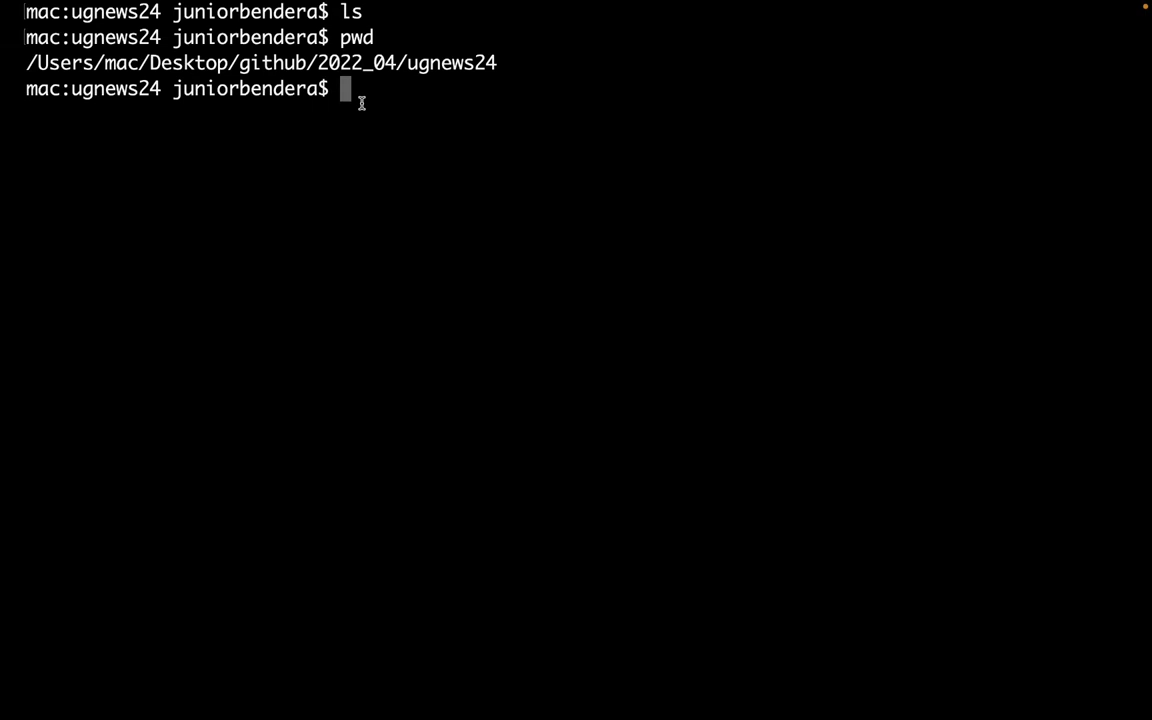 mac:ugnews24 juniorbendera$ ls
mac:ugnews24 juniorbendera$ pwd
/Users/mac/Desktop/github/2022_04/ugnews24
mac:ugnews24 juniorbendera$